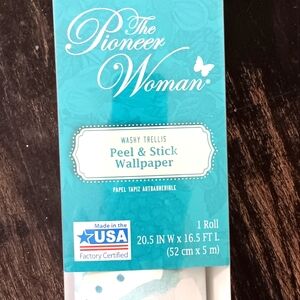 The
Pioneer
Woman®
WASHY TRELLIS
Peel & Stick
Wallpaper
PAPEL TAPIZ AUTOADHERIBLE
Made in the
USA
Factory Certified
1 Roll
20.5 IN W x 16.5 FT L
(52 cm x 5 m)